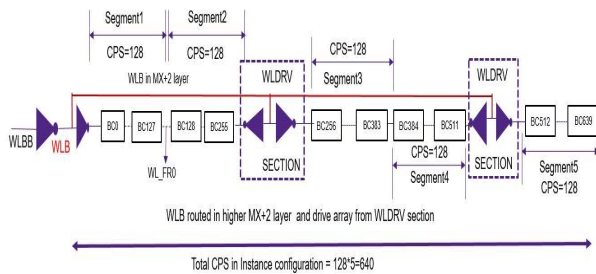 Segment1 Segment2
CPS=128 CPS=128 CPS=128
Segment3
WLB in MX+2 layer WLDRV WLDRV
WLBB WLB BC0 BC127 BC128 BC255 BC256 BC383 BC384 BC511 BC512 BC639
WL_FR0 SECTION CPS=128 SECTION Segment5
Segment4 CPS=128
WLB routed in higher MX+2 layer and drive array from WLDRV section
Total CPS in Instance configuration = 128*5=640